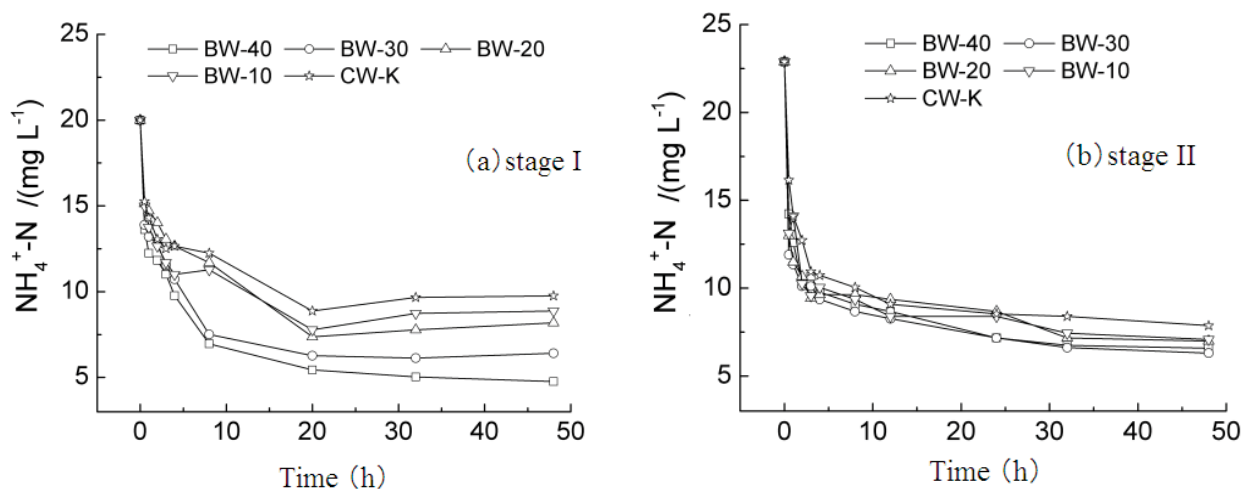 25
20
15
10
5
NH₄⁺-N /(mg L⁻¹)
BW-40 BW-30 BW-20
BW-10 CW-K
(a) stage I
0 10 20 30 40 50
Time (h)
25
20
15
10
5
NH₄⁺-N /(mg L⁻¹)
BW-40 BW-30
BW-20 BW-10
CW-K
(b) stage II
0 10 20 30 40 50
Time (h)